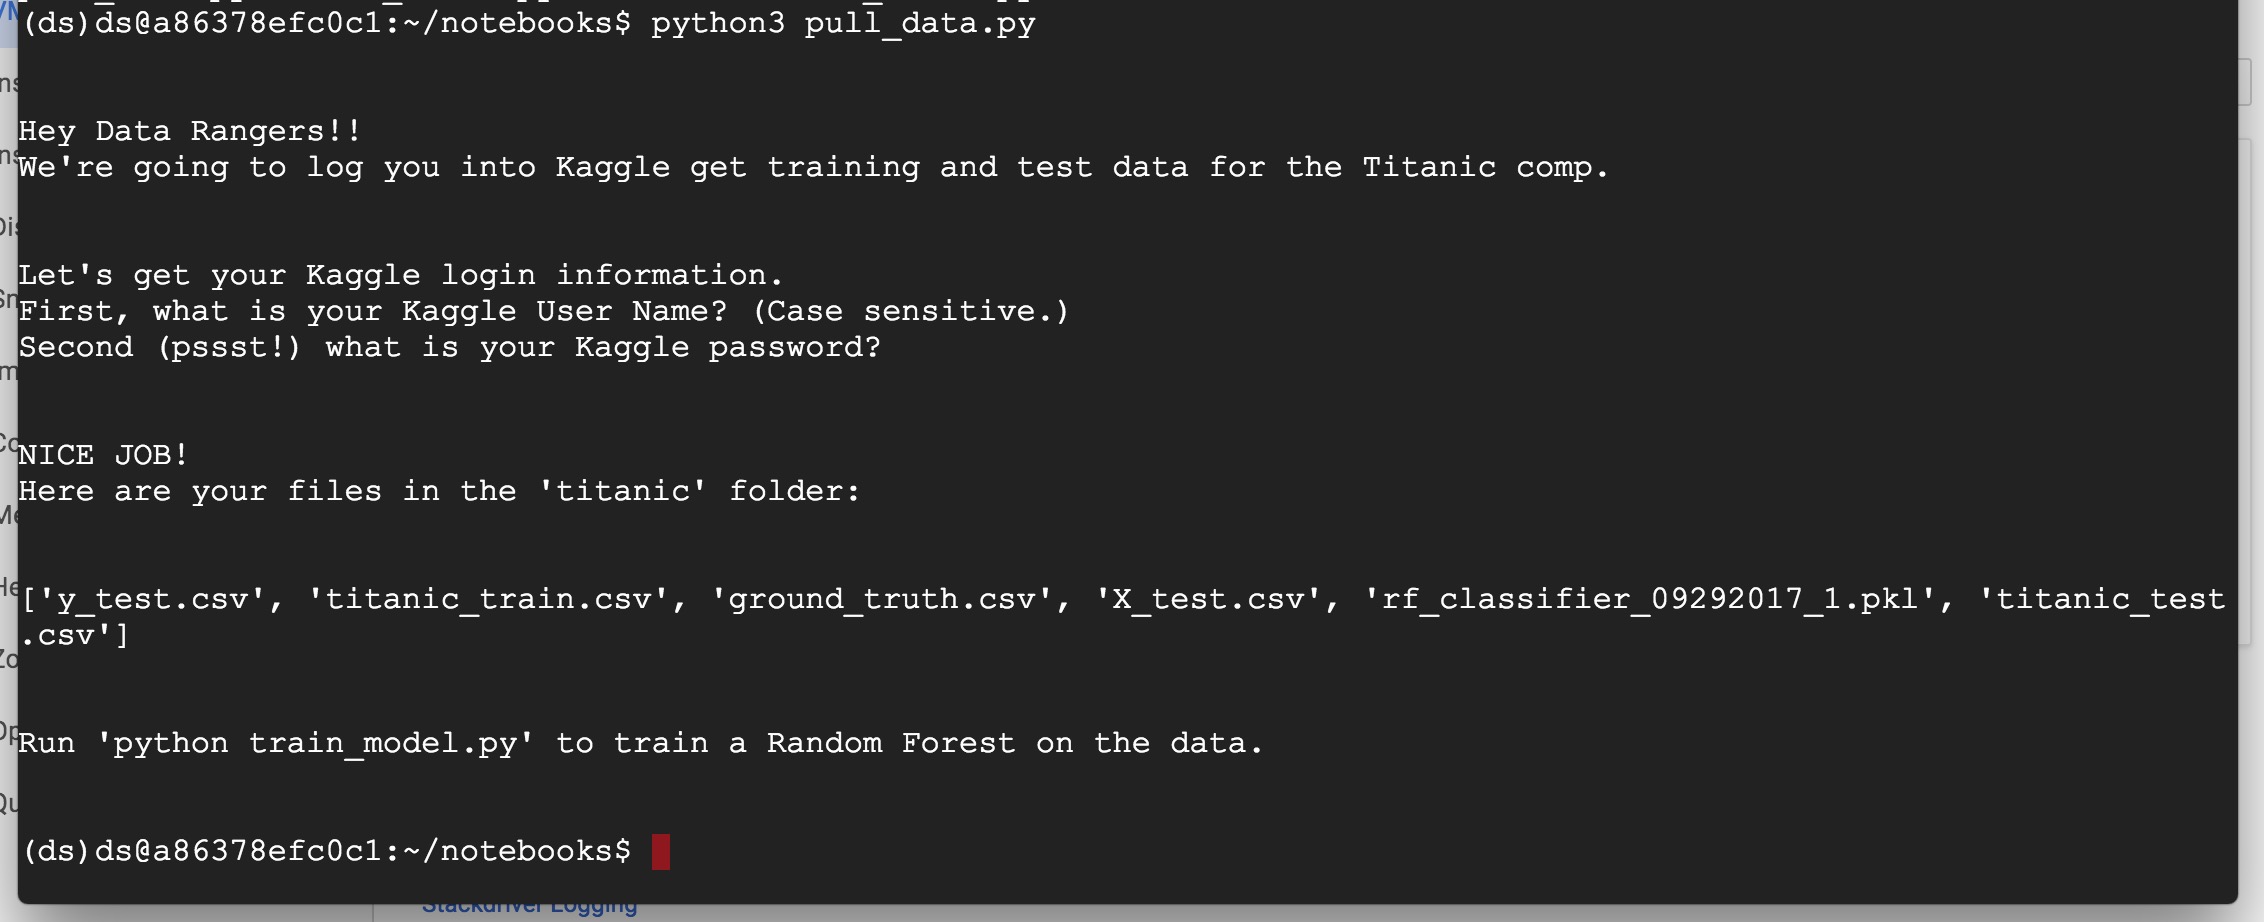 (ds)ds@a86378efc0c1:~/notebooks$ python3 pull_data.py
Hey Data Rangers!!
We're going to log you into Kaggle get training and test data for the Titanic comp.
Let's get your Kaggle login information.
First, what is your Kaggle User Name? (Case sensitive.)
Second (pssst!) what is your Kaggle password?
NICE JOB!
Here are your files in the 'titanic' folder:
['y_test.csv', 'titanic_train.csv', 'ground_truth.csv', 'X_test.csv', 'rf_classifier_09292017_1.pkl', 'titanic_test
.csv']
Run 'python train_model.py' to train a Random Forest on the data.
(ds)ds@a86378efc0c1:~/notebooks$
Stackdriver Logging